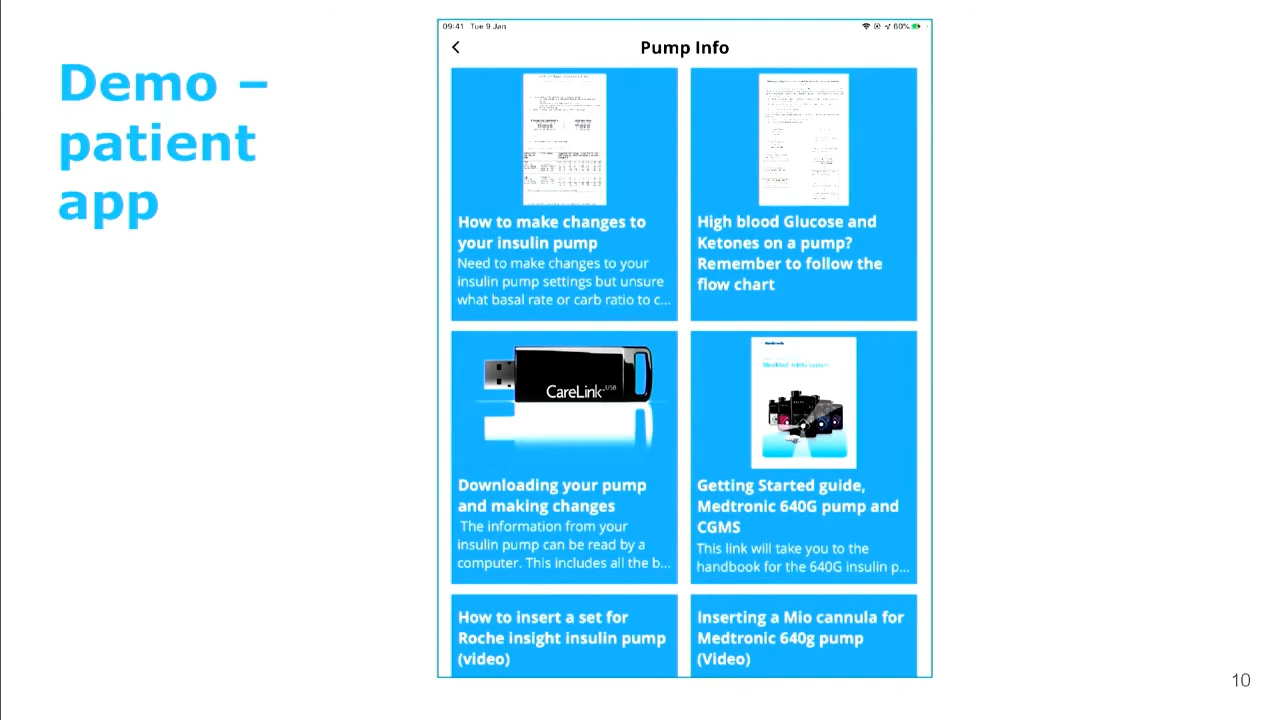 Demo –
patient
app
09:41 Tue 9 Jan
60%
Pump Info
How to make changes to
your insulin pump
Need to make changes to your
insulin pump settings but unsure
what basal rate or carb ratio to c...
High blood Glucose and
Ketones on a pump?
Remember to follow the
flow chart
CareLink USB
Downloading your pump
and making changes
The information from your
insulin pump can be read by a
computer. This includes all the b...
Medtronic
Getting Started guide,
Medtronic 640G pump and
CGMS
This link will take you to the
handbook for the 640G insulin p...
How to insert a set for
Roche insight insulin pump
(video)
Inserting a Mio cannula for
Medtronic 640g pump
(Video)
10